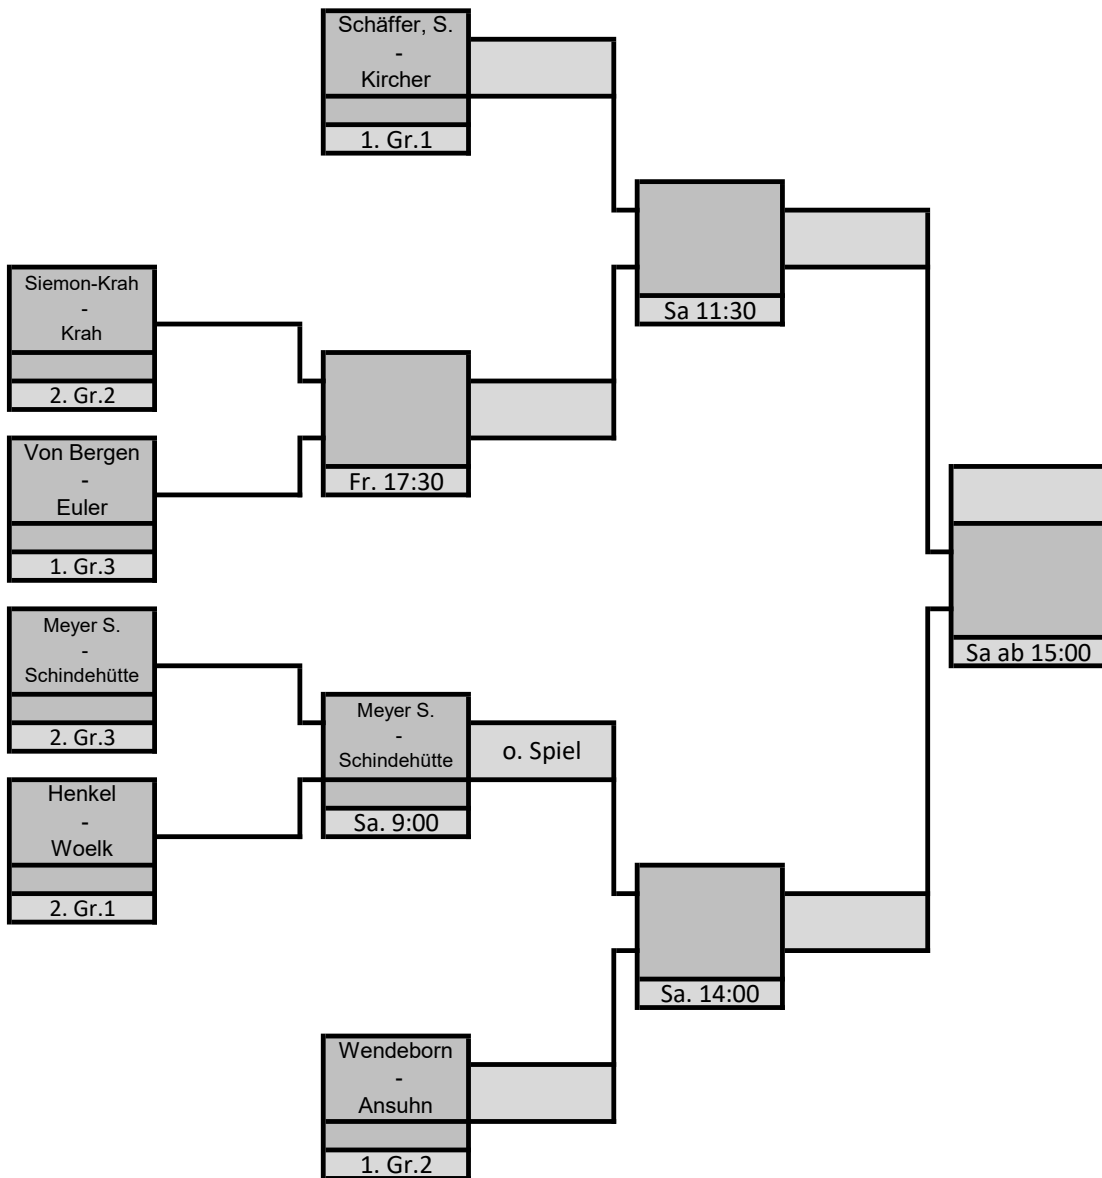 Schäffer, S.
-
Kircher
1. Gr.1
Sa 11:30
Siemon-Krah
-
Krah
2. Gr.2
Fr. 17:30
Von Bergen
-
Euler
1. Gr.3
Sa ab 15:00
Meyer S.
-
Schindehütte
2. Gr.3
Meyer S.
-
Schindehütte
o. Spiel
Sa. 9:00
Henkel
-
Woelk
2. Gr.1
Sa. 14:00
Wendeborn
-
Ansuhn
1. Gr.2